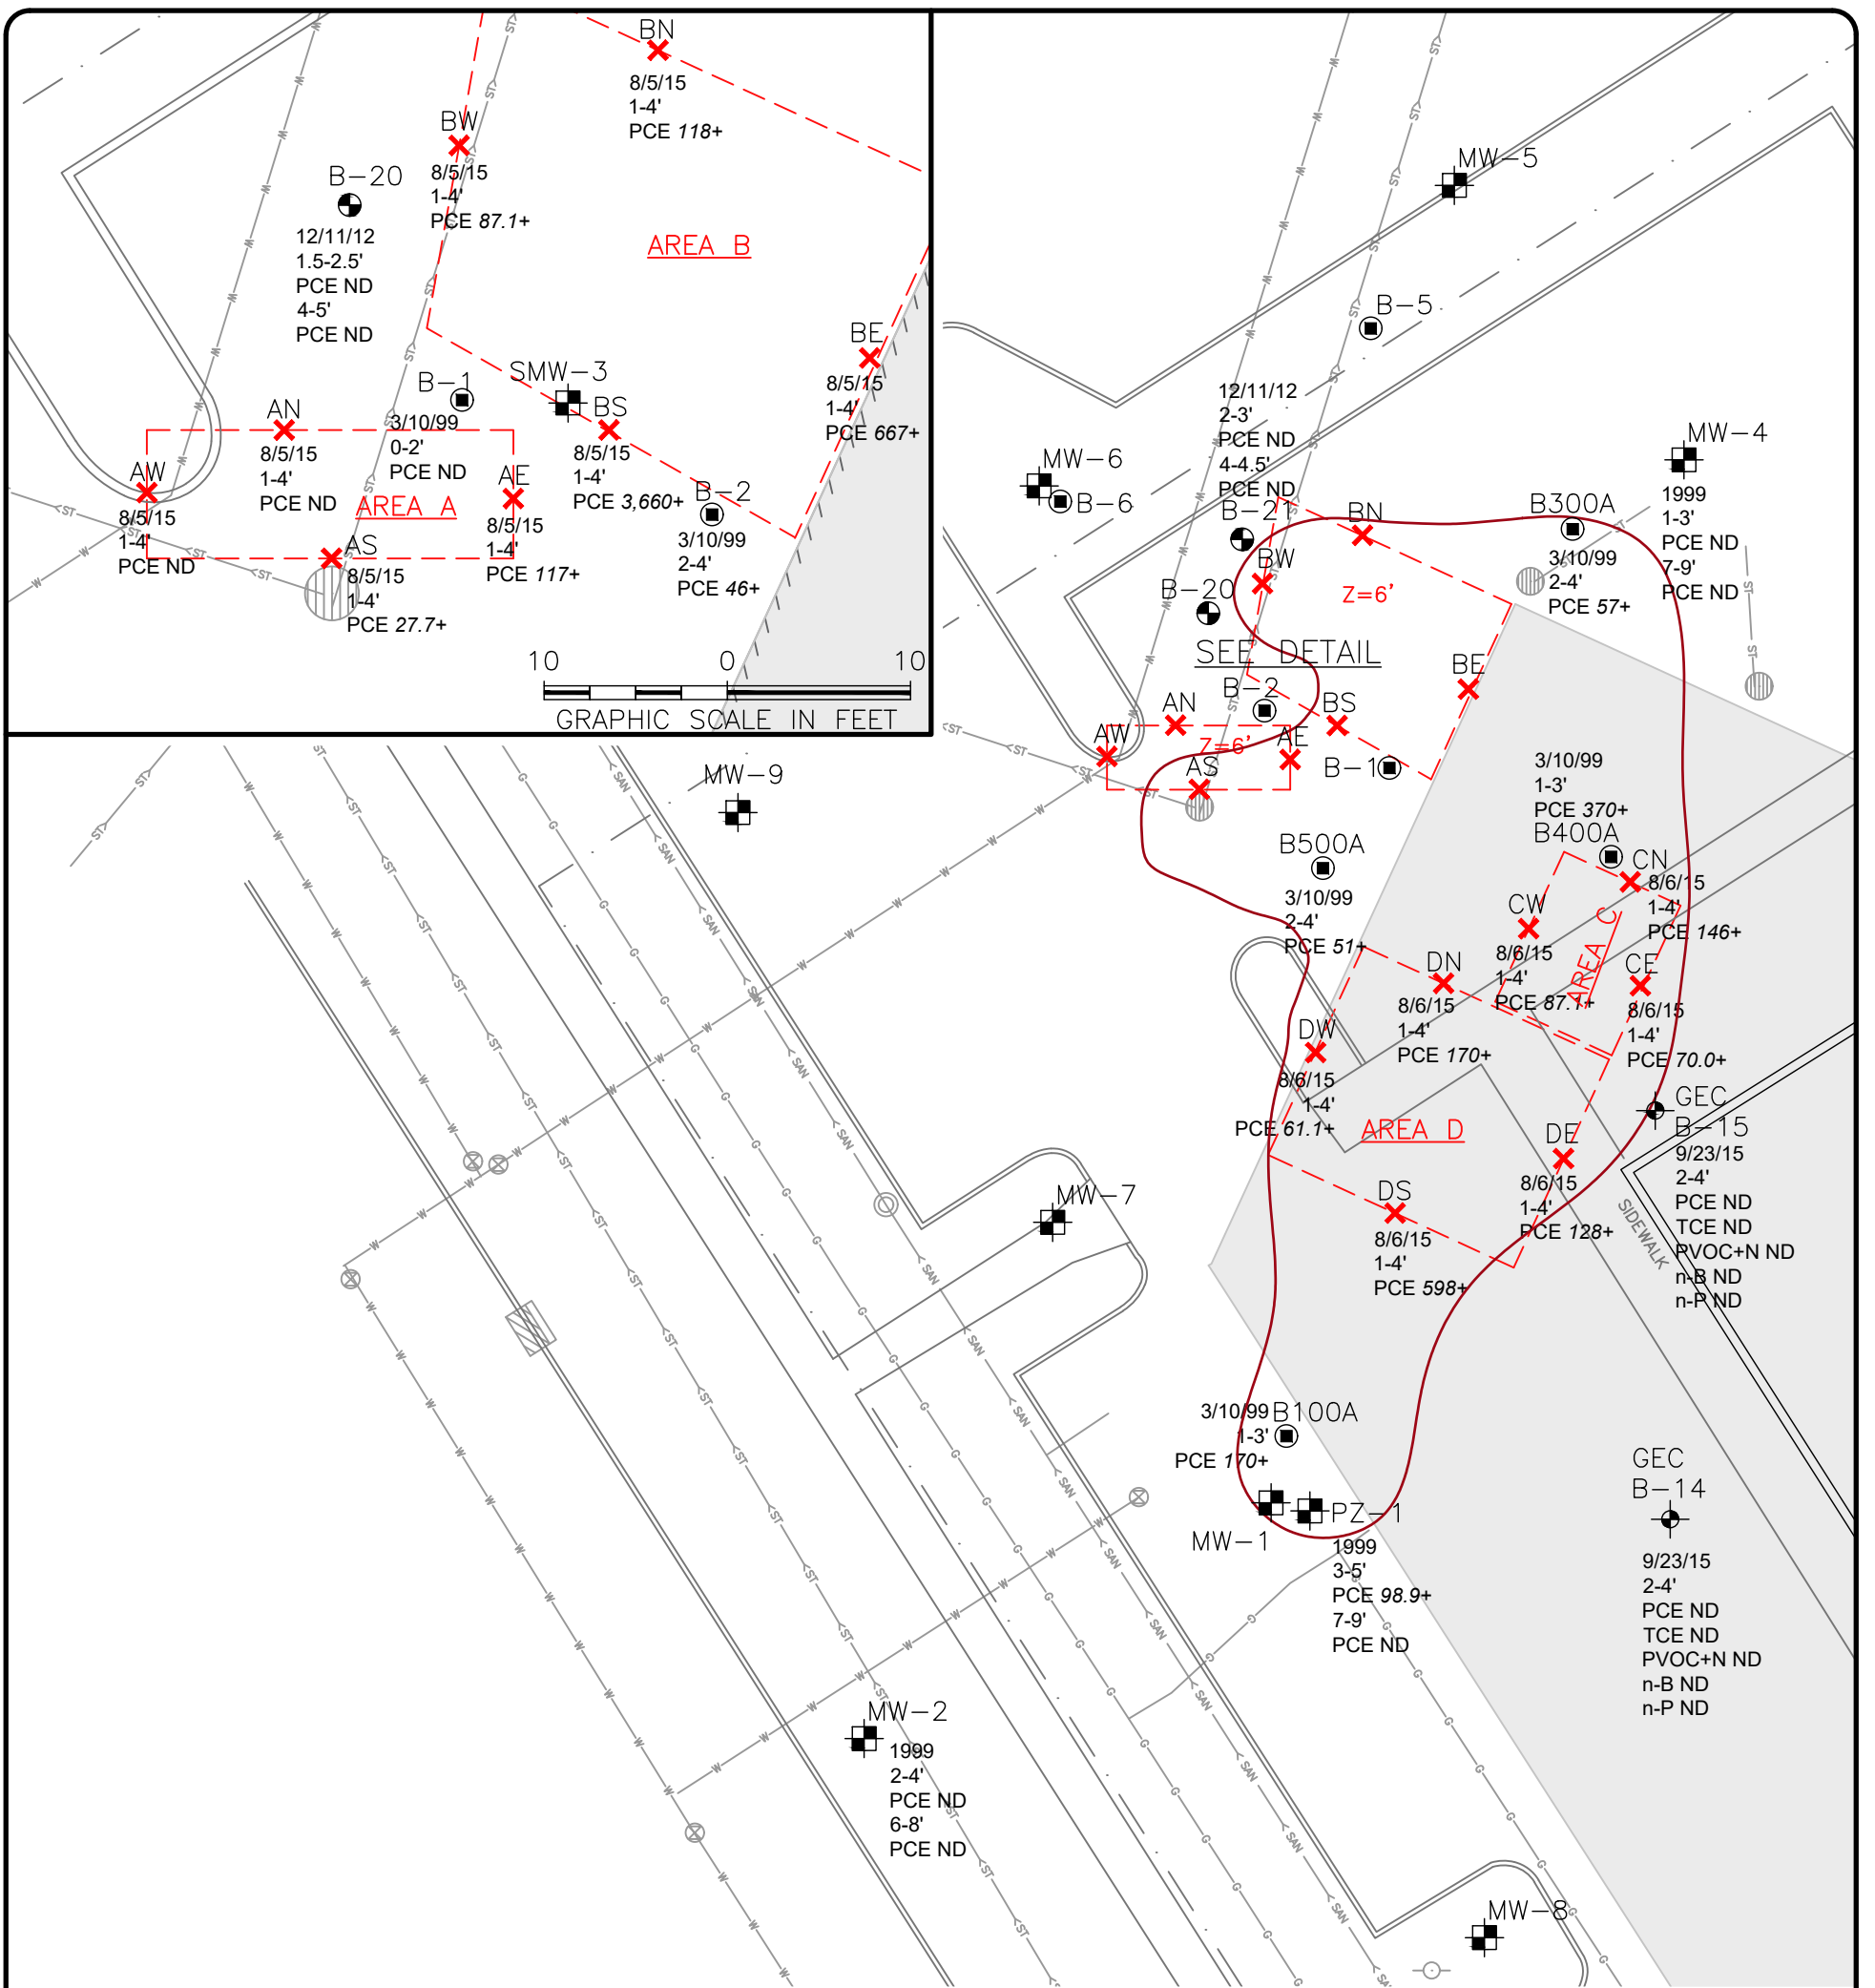 BN
8/5/15
1-4'
PCE 118+
BW
8/5/15
1-4'
PCE 87.1+
B-20
12/11/12
1.5-2.5'
PCE ND
4-5'
PCE ND
AREA B
BE
8/5/15
1-4'
PCE 667+
SMW-3
BS
8/5/15
1-4'
PCE 3,660+
B-1
3/10/99
0-2'
PCE ND
B-2
3/10/99
2-4'
PCE 46+
AN
8/5/15
1-4'
PCE ND
AW
8/5/15
1-4'
PCE ND
AREA A
AE
8/5/15
1-4'
PCE 117+
AS
8/5/15
1-4'
PCE 27.7+
10 0 10
GRAPHIC SCALE IN FEET
MW-5
B-5
12/11/12
2-3'
PCE ND
4-4.5'
PCE ND
B-21
MW-6
B-6
MW-4
1999
1-3'
PCE ND
7-9'
PCE ND
B300A
3/10/99
2-4'
PCE 57+
BN
BW
Z=6'
B-20
SEE DETAIL
BE
B-2
BS
AN
AW
Z=6'
AE
AS
B-1
3/10/99
1-3'
PCE 370+
B400A
CN
8/6/15
1-4'
PCE 146+
B500A
3/10/99
2-4'
PCE 51+
CW
8/6/15
1-4'
PCE 87.1+
AREA C
CE
8/6/15
1-4'
PCE 70.0+
DN
8/6/15
1-4'
PCE 170+
DW
8/6/15
1-4'
PCE 61.1+
AREA D
DE
8/6/15
1-4'
PCE 128+
DS
8/6/15
1-4'
PCE 598+
GEC
B-15
9/23/15
2-4'
PCE ND
TCE ND
PVOC+N ND
n-B ND
n-P ND
SIDEWALK
MW-9
MW-7
3/10/99
1-3'
PCE 170+
B100A
MW-1
PZ-1
1999
3-5'
PCE 98.9+
7-9'
PCE ND
GEC
B-14
9/23/15
2-4'
PCE ND
TCE ND
PVOC+N ND
n-B ND
n-P ND
MW-2
1999
2-4'
PCE ND
6-8'
PCE ND
MW-8
W
ST
SAN
G